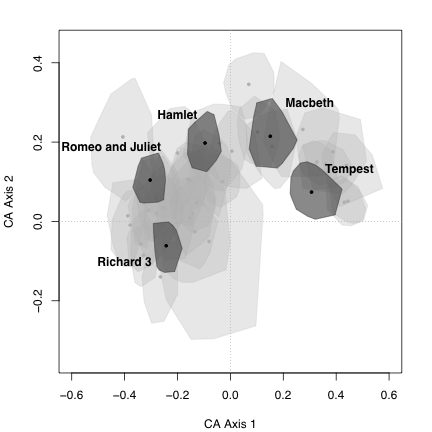 0.4
0.2
0.0
−0.2
CA Axis 2
Macbeth
Hamlet
Romeo and Juliet
Tempest
Richard 3
−0.6 −0.4 −0.2 0.0 0.2 0.4 0.6
CA Axis 1